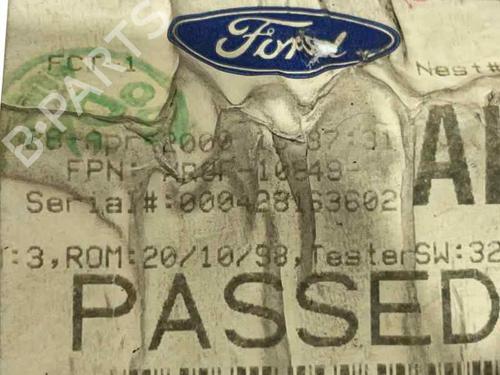 Ford
FCT-1
Nest#
B-PARTS
Apr-2000
FPN:
Serial#:000428163602
:3,ROM:20/10/98,TesterSW:32
PASSED